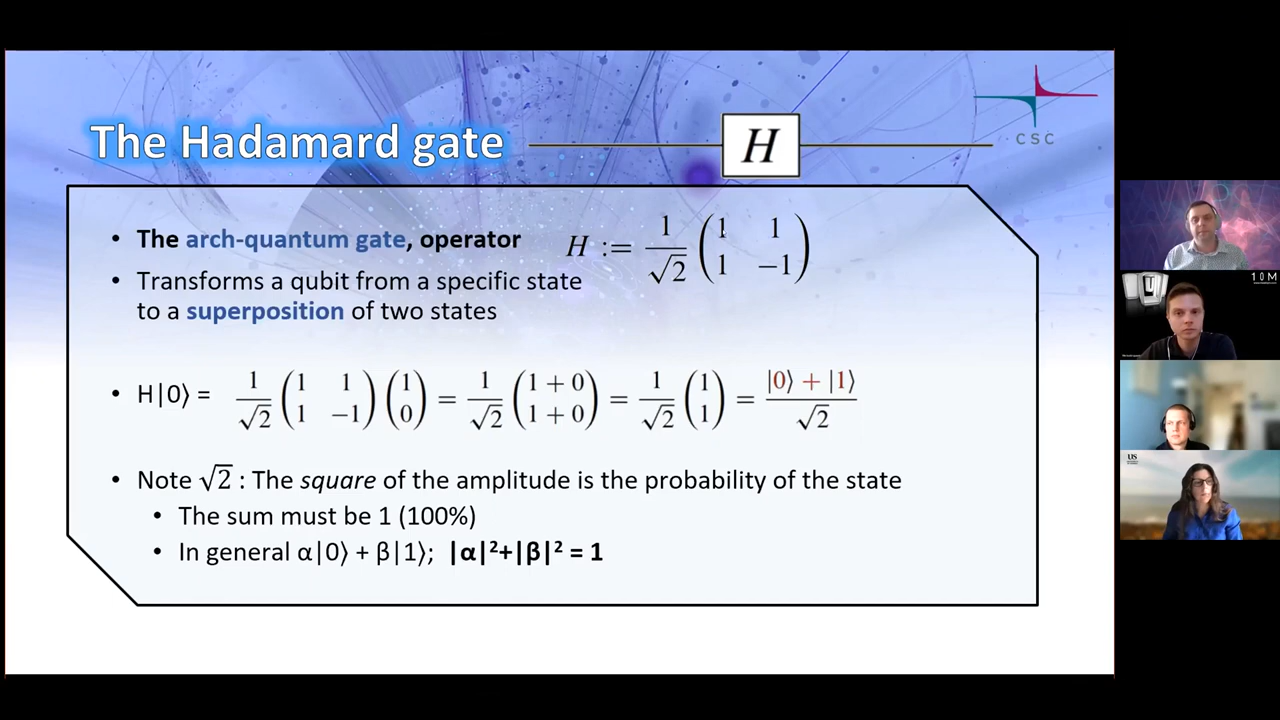 The Hadamard gate
H
CSC
• The arch-quantum gate, operator
H := 1/√2 (1 1 1 −1)
• Transforms a qubit from a specific state
to a superposition of two states
• H|0⟩ = 1/√2 (1 1 1 −1) (1 0) = 1/√2 (1 + 0 1 + 0) = 1/√2 (1 1) = |0⟩ + |1⟩/√2
• Note √2 : The square of the amplitude is the probability of the state
• The sum must be 1 (100%)
• In general α|0⟩ + β|1⟩; |α|²+|β|² = 1
US